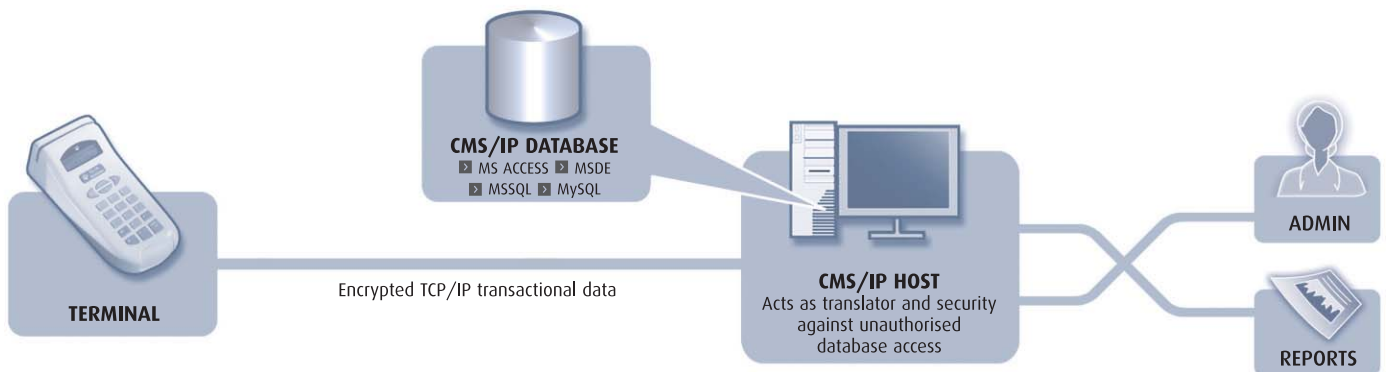 CMS/IP DATABASE
MS ACCESS MSDE
MSSQL MySQL
TERMINAL
Encrypted TCP/IP transactional data
CMS/IP HOST
Acts as translator and security
against unauthorised
database access
ADMIN
REPORTS